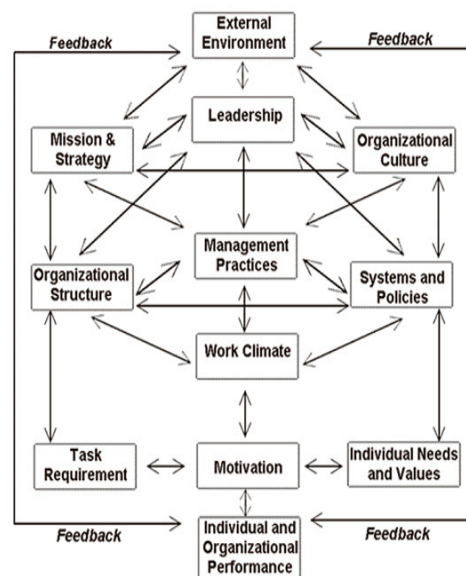 External
Environment
Feedback
Feedback
Leadership
Mission &
Strategy
Organizational
Culture
Management
Practices
Organizational
Structure
Systems and
Policies
Work Climate
Task
Requirement
Motivation
Individual Needs
and Values
Feedback
Feedback
Individual and
Organizational
Performance